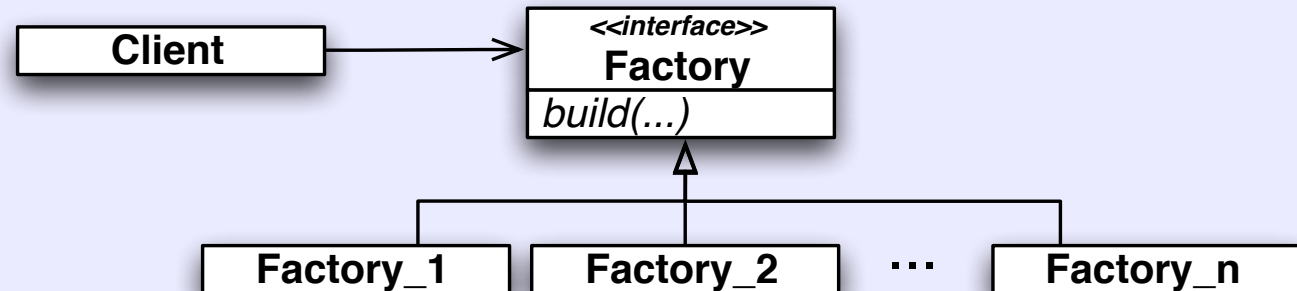 Client
<<interface>>
Factory
build(...)
Factory_1
Factory_2
...
Factory_n